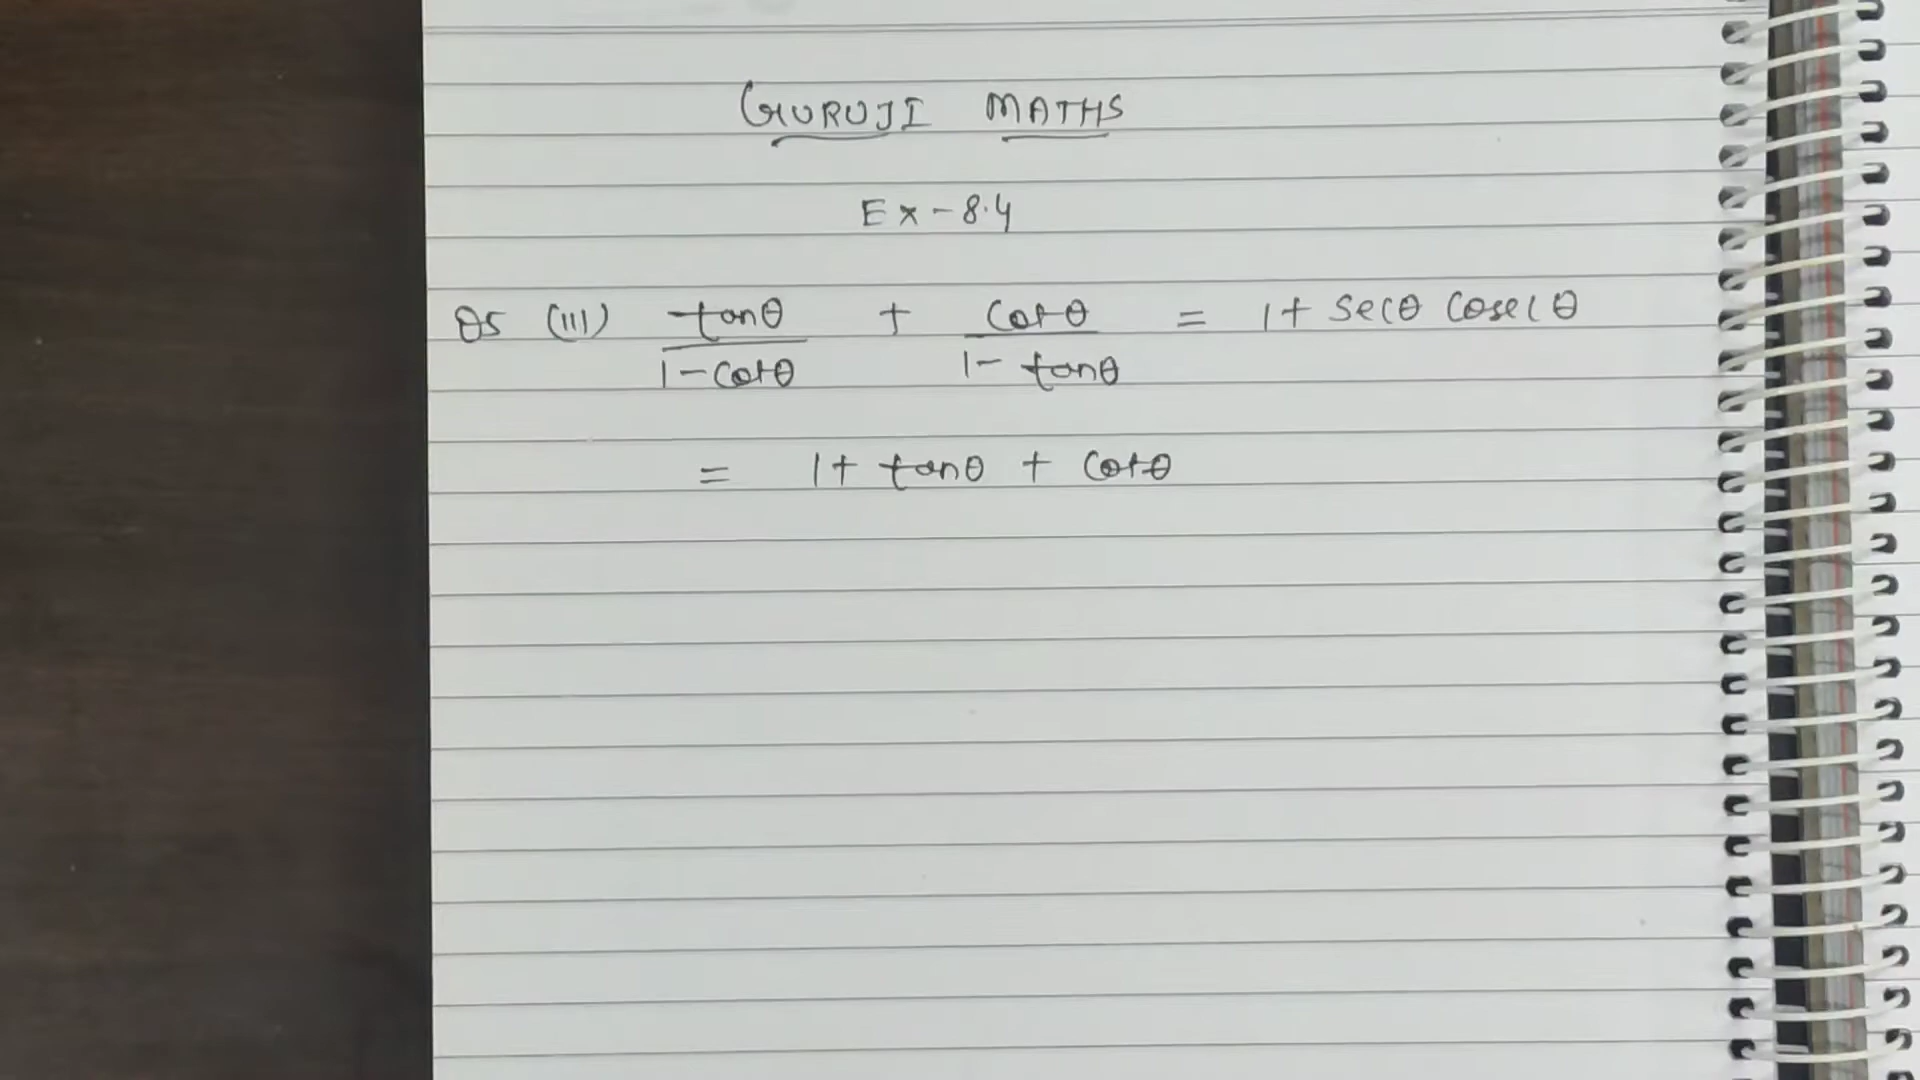 GURUJI MATHS
Ex-8.4
Q5 (III) tanθ/1-cotθ + cotθ/1-tanθ = 1+ secθ cosecθ
= 1+ tanθ + cotθ